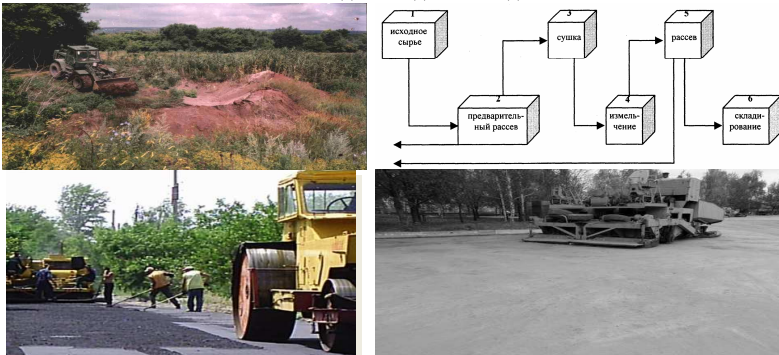 1
исходное
сырье
2
предваритель-
ный рассев
3
сушка
4
измель-
чение
5
рассев
6
склади-
рование